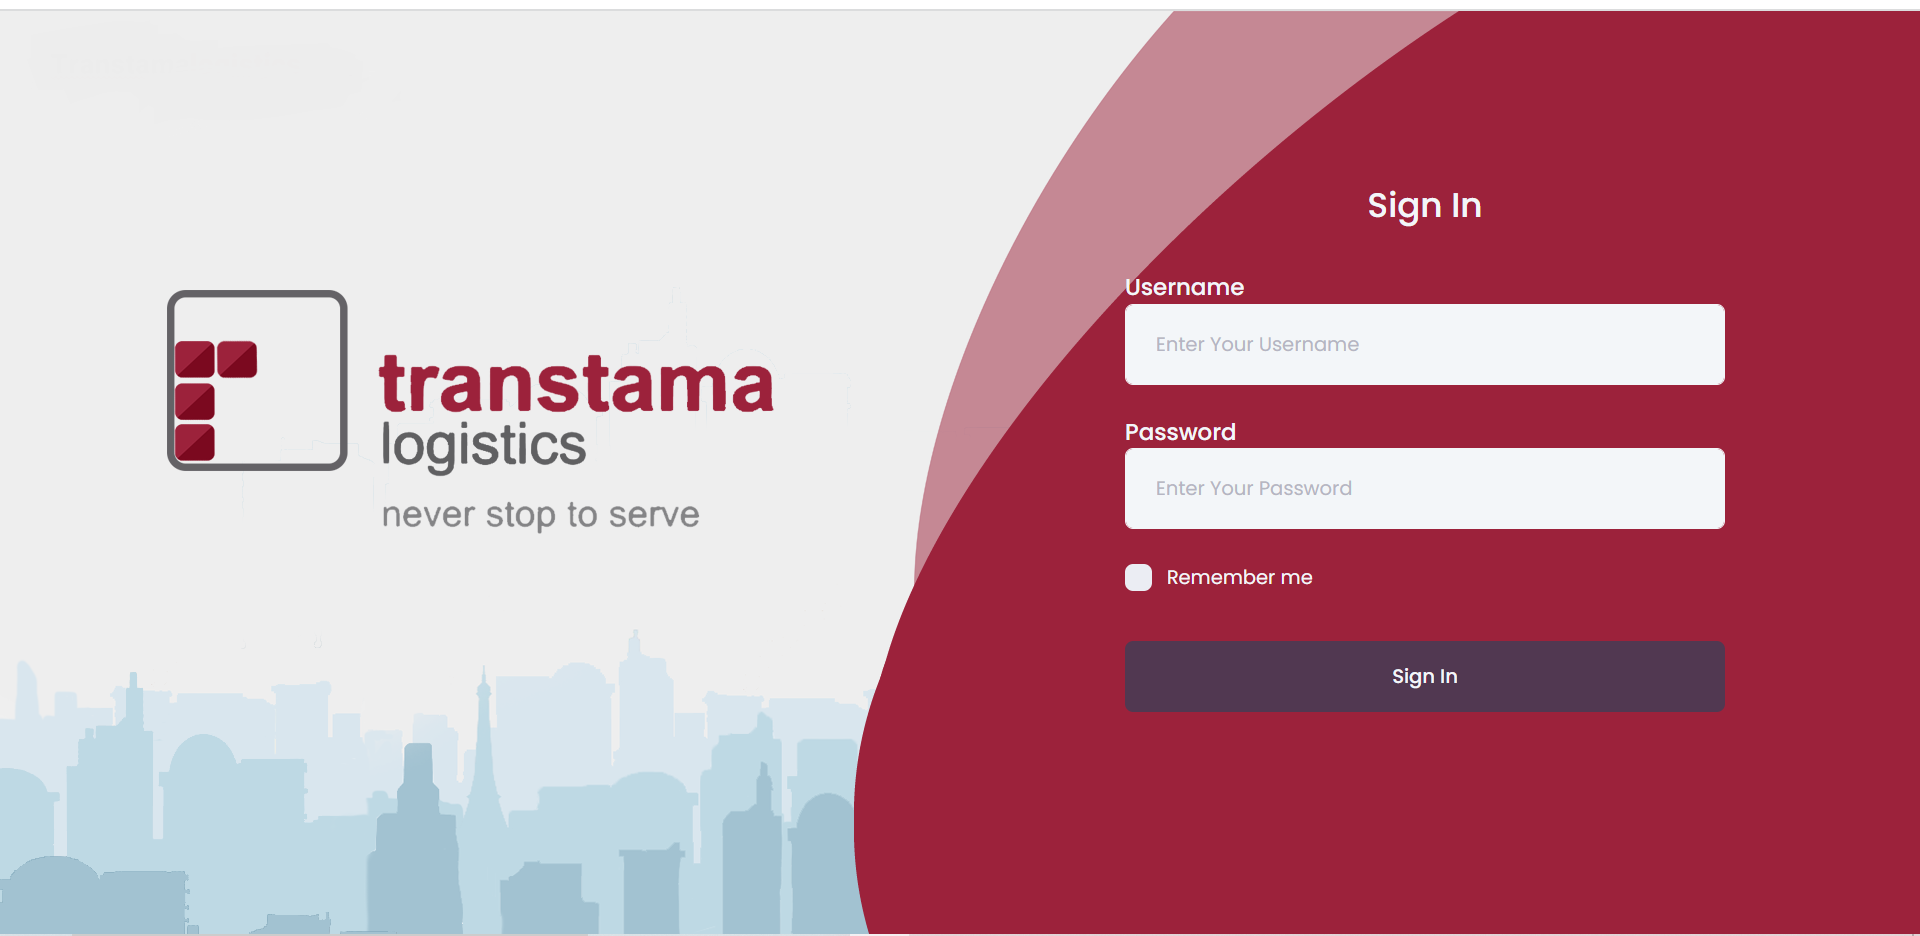 transtama
logistics
never stop to serve
Sign In
Username
Enter Your Username
Password
Enter Your Password
Remember me
Sign In